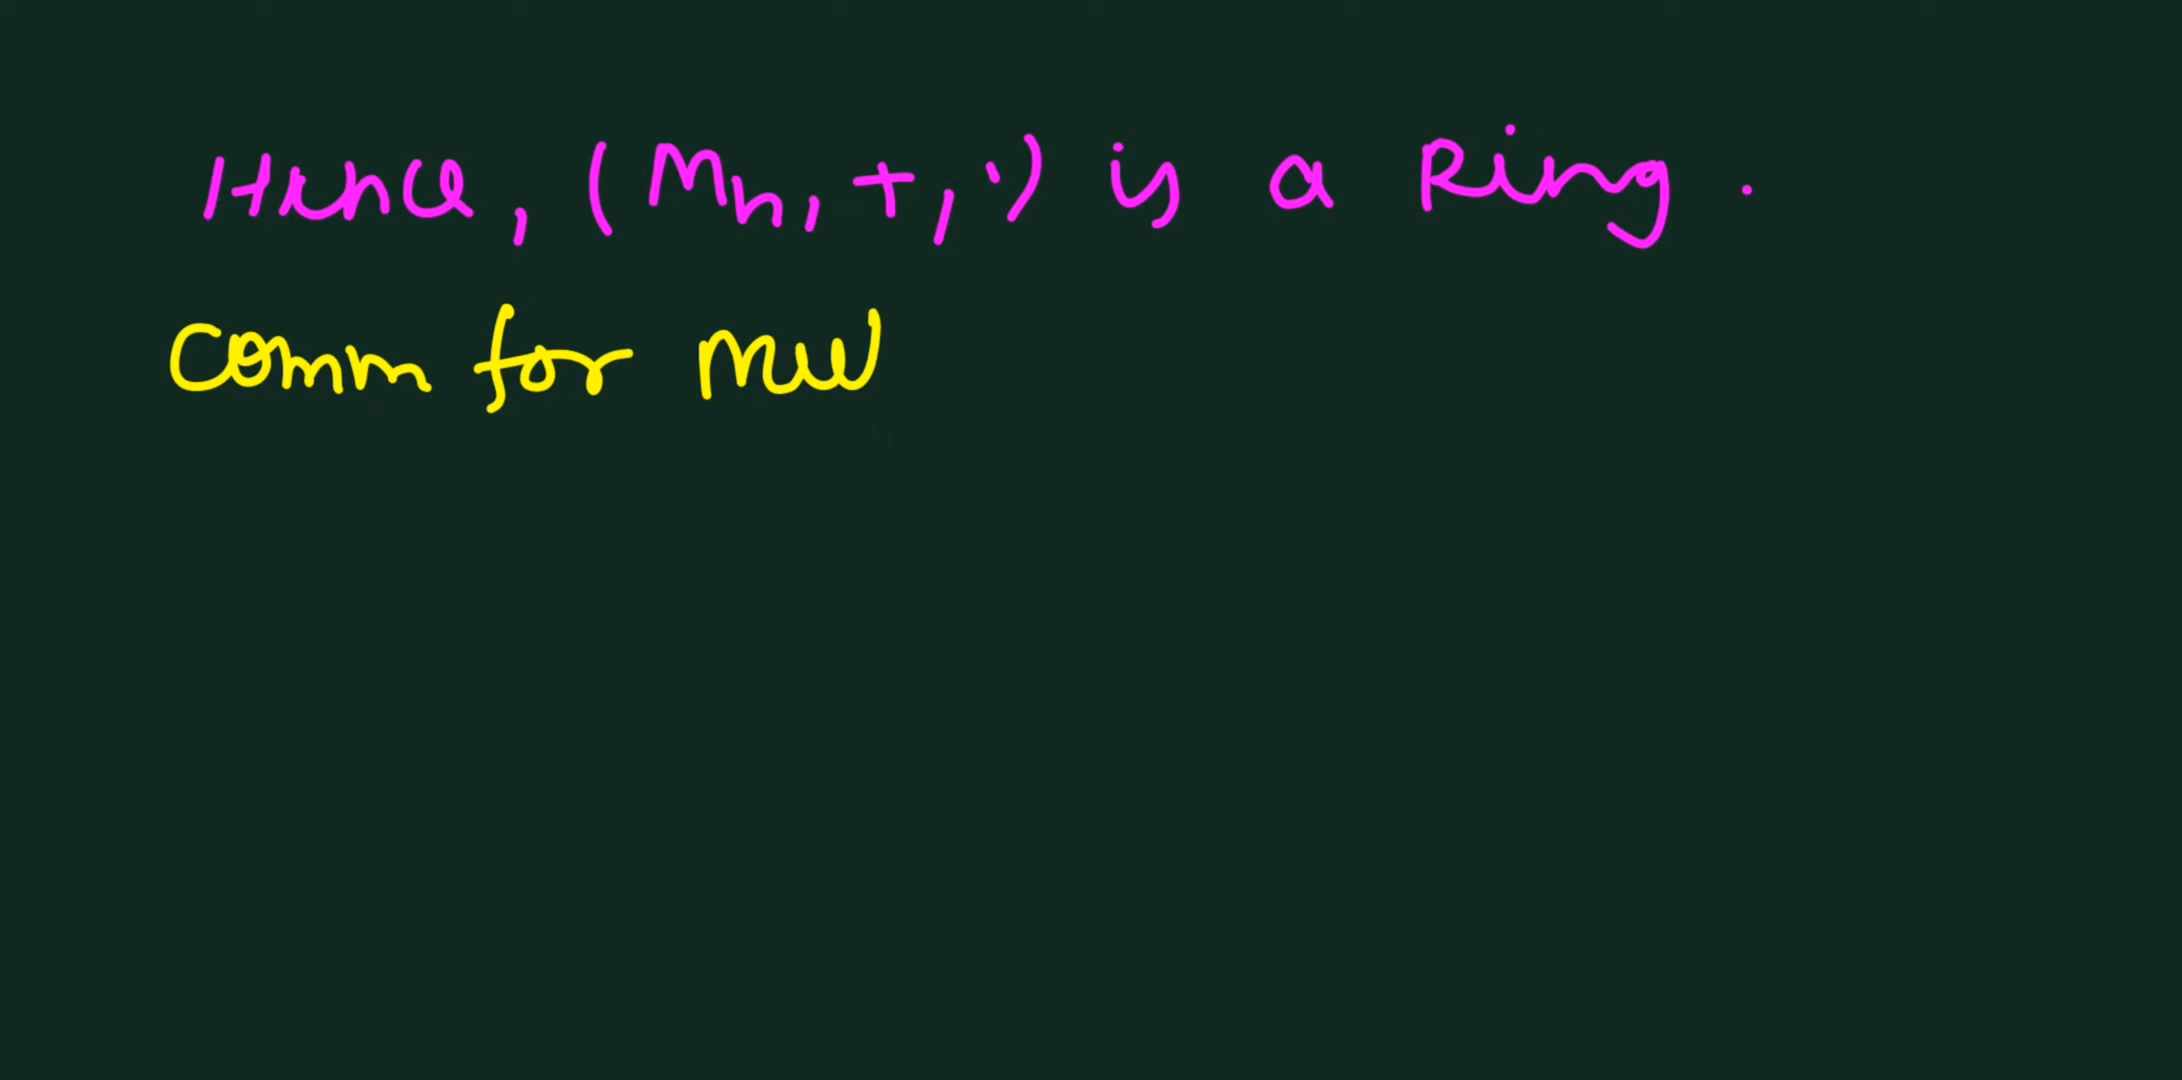 Hence, (Mn, +, ·) is a Ring.
Comm for mul